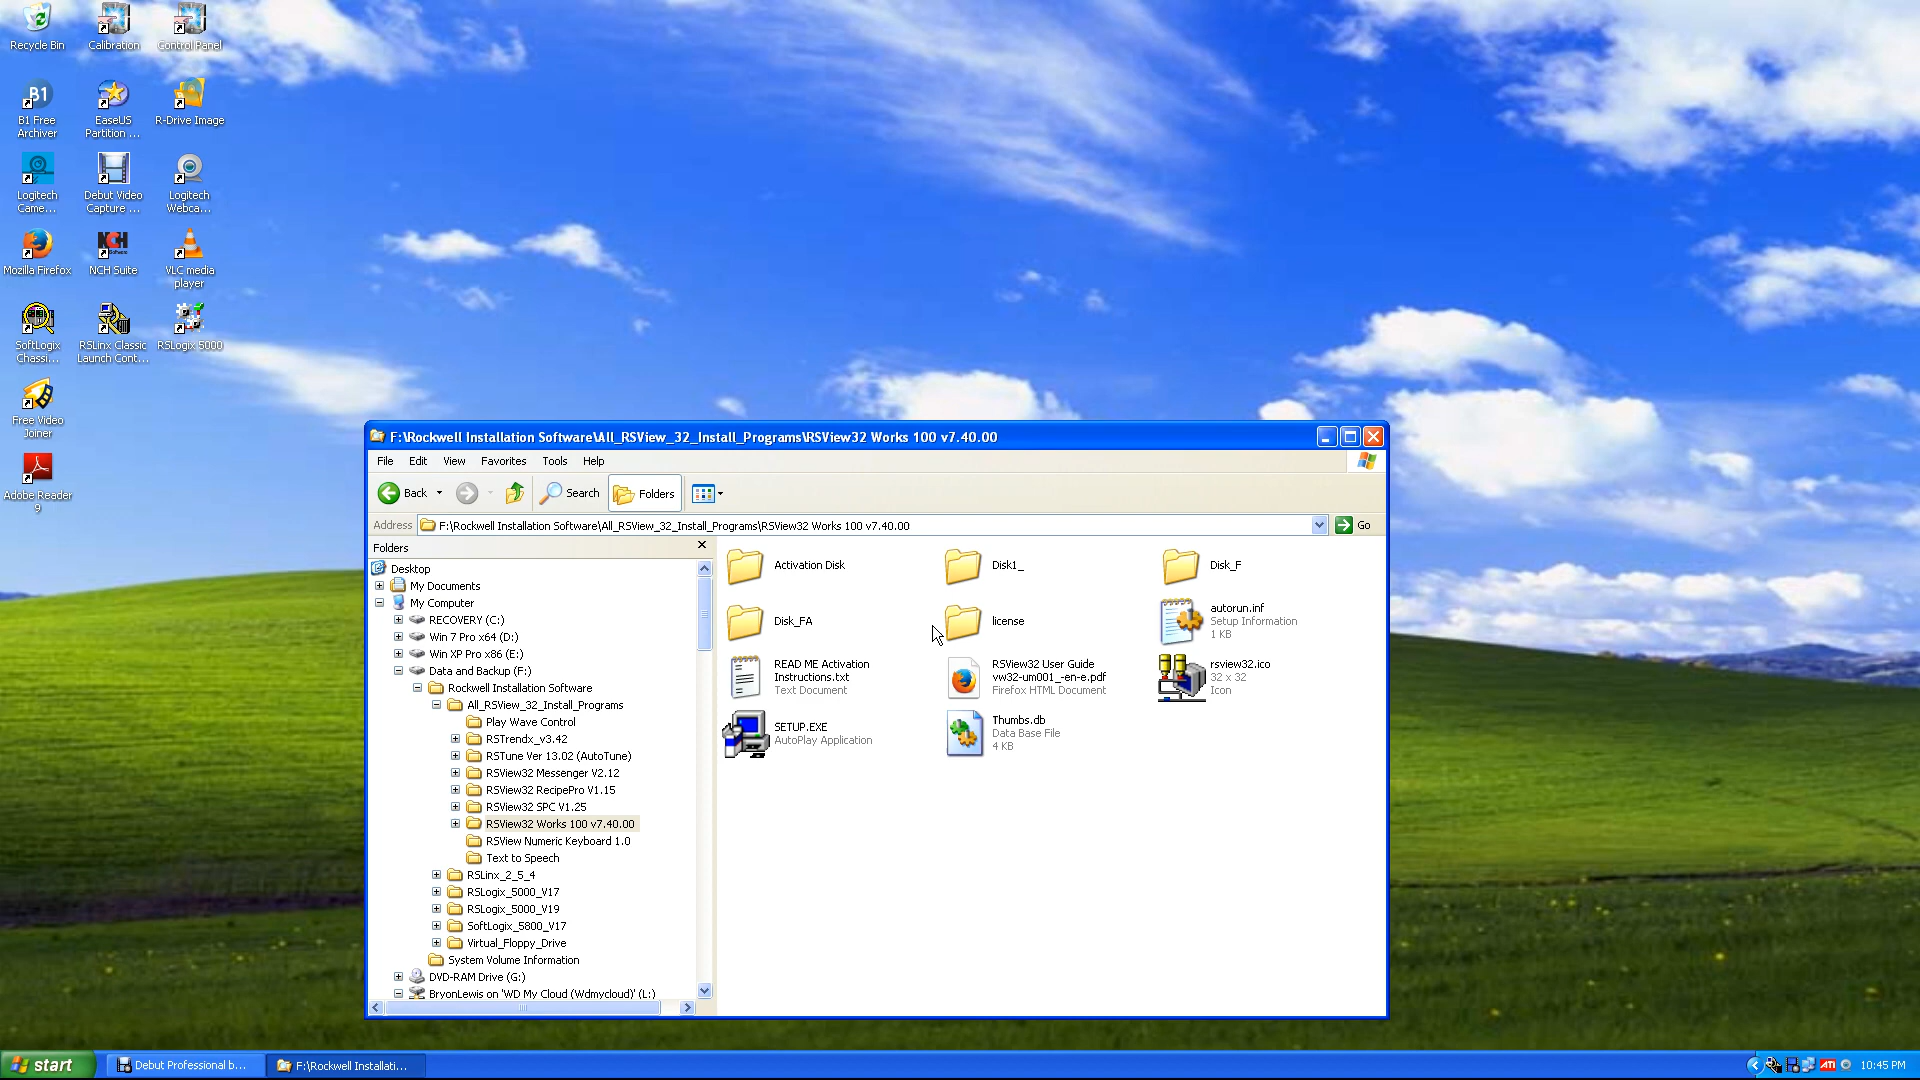 Recycle Bin
Calibration
Control Panel
B1
B1 Free
Archiver
EaseUS
Partition ...
R-Drive Image
Logitech
Came...
Debut Video
Capture ...
Logitech
Webca...
Mozilla Firefox
NCH
NCH Suite
VLC media
player
SoftLogix
Chassi...
RSLinx Classic
Launch Cont...
RSLogix 5000
Free Video
Joiner
Adobe Reader
9
F:\Rockwell Installation Software\All_RSView_32_Install_Programs\RSView32 Works 100 v7.40.00
File Edit View Favorites Tools Help
Back Search Folders
Address F:\Rockwell Installation Software\All_RSView_32_Install_Programs\RSView32 Works 100 v7.40.00 Go
Folders
Desktop
My Documents
My Computer
RECOVERY (C:)
Win 7 Pro x64 (D:)
Win XP Pro x86 (E:)
Data and Backup (F:)
Rockwell Installation Software
All_RSView_32_Install_Programs
Play Wave Control
RSTrendx_v3.42
RSTune Ver 13.02 (AutoTune)
RSView32 Messenger V2.12
RSView32 RecipePro V1.15
RSView32 SPC V1.25
RSView32 Works 100 v7.40.00
RSView Numeric Keyboard 1.0
Text to Speech
RSLinx_2_5_4
RSLogix_5000_V17
RSLogix_5000_V19
SoftLogix_5800_V17
Virtual_Floppy_Drive
System Volume Information
DVD-RAM Drive (G:)
BryonLewis on 'WD My Cloud (Wdmycloud)' (L:)
Activation Disk
Disk1_
Disk_F
Disk_FA
license
autorun.inf
Setup Information
1 KB
READ ME Activation
Instructions.txt
Text Document
RSView32 User Guide
vw32-um001_-en-e.pdf
Firefox HTML Document
rsview32.ico
32 x 32
Icon
SETUP.EXE
AutoPlay Application
Thumbs.db
Data Base File
4 KB
start
Debut Professional b...
F:\Rockwell Installati...
ATI
10:45 PM